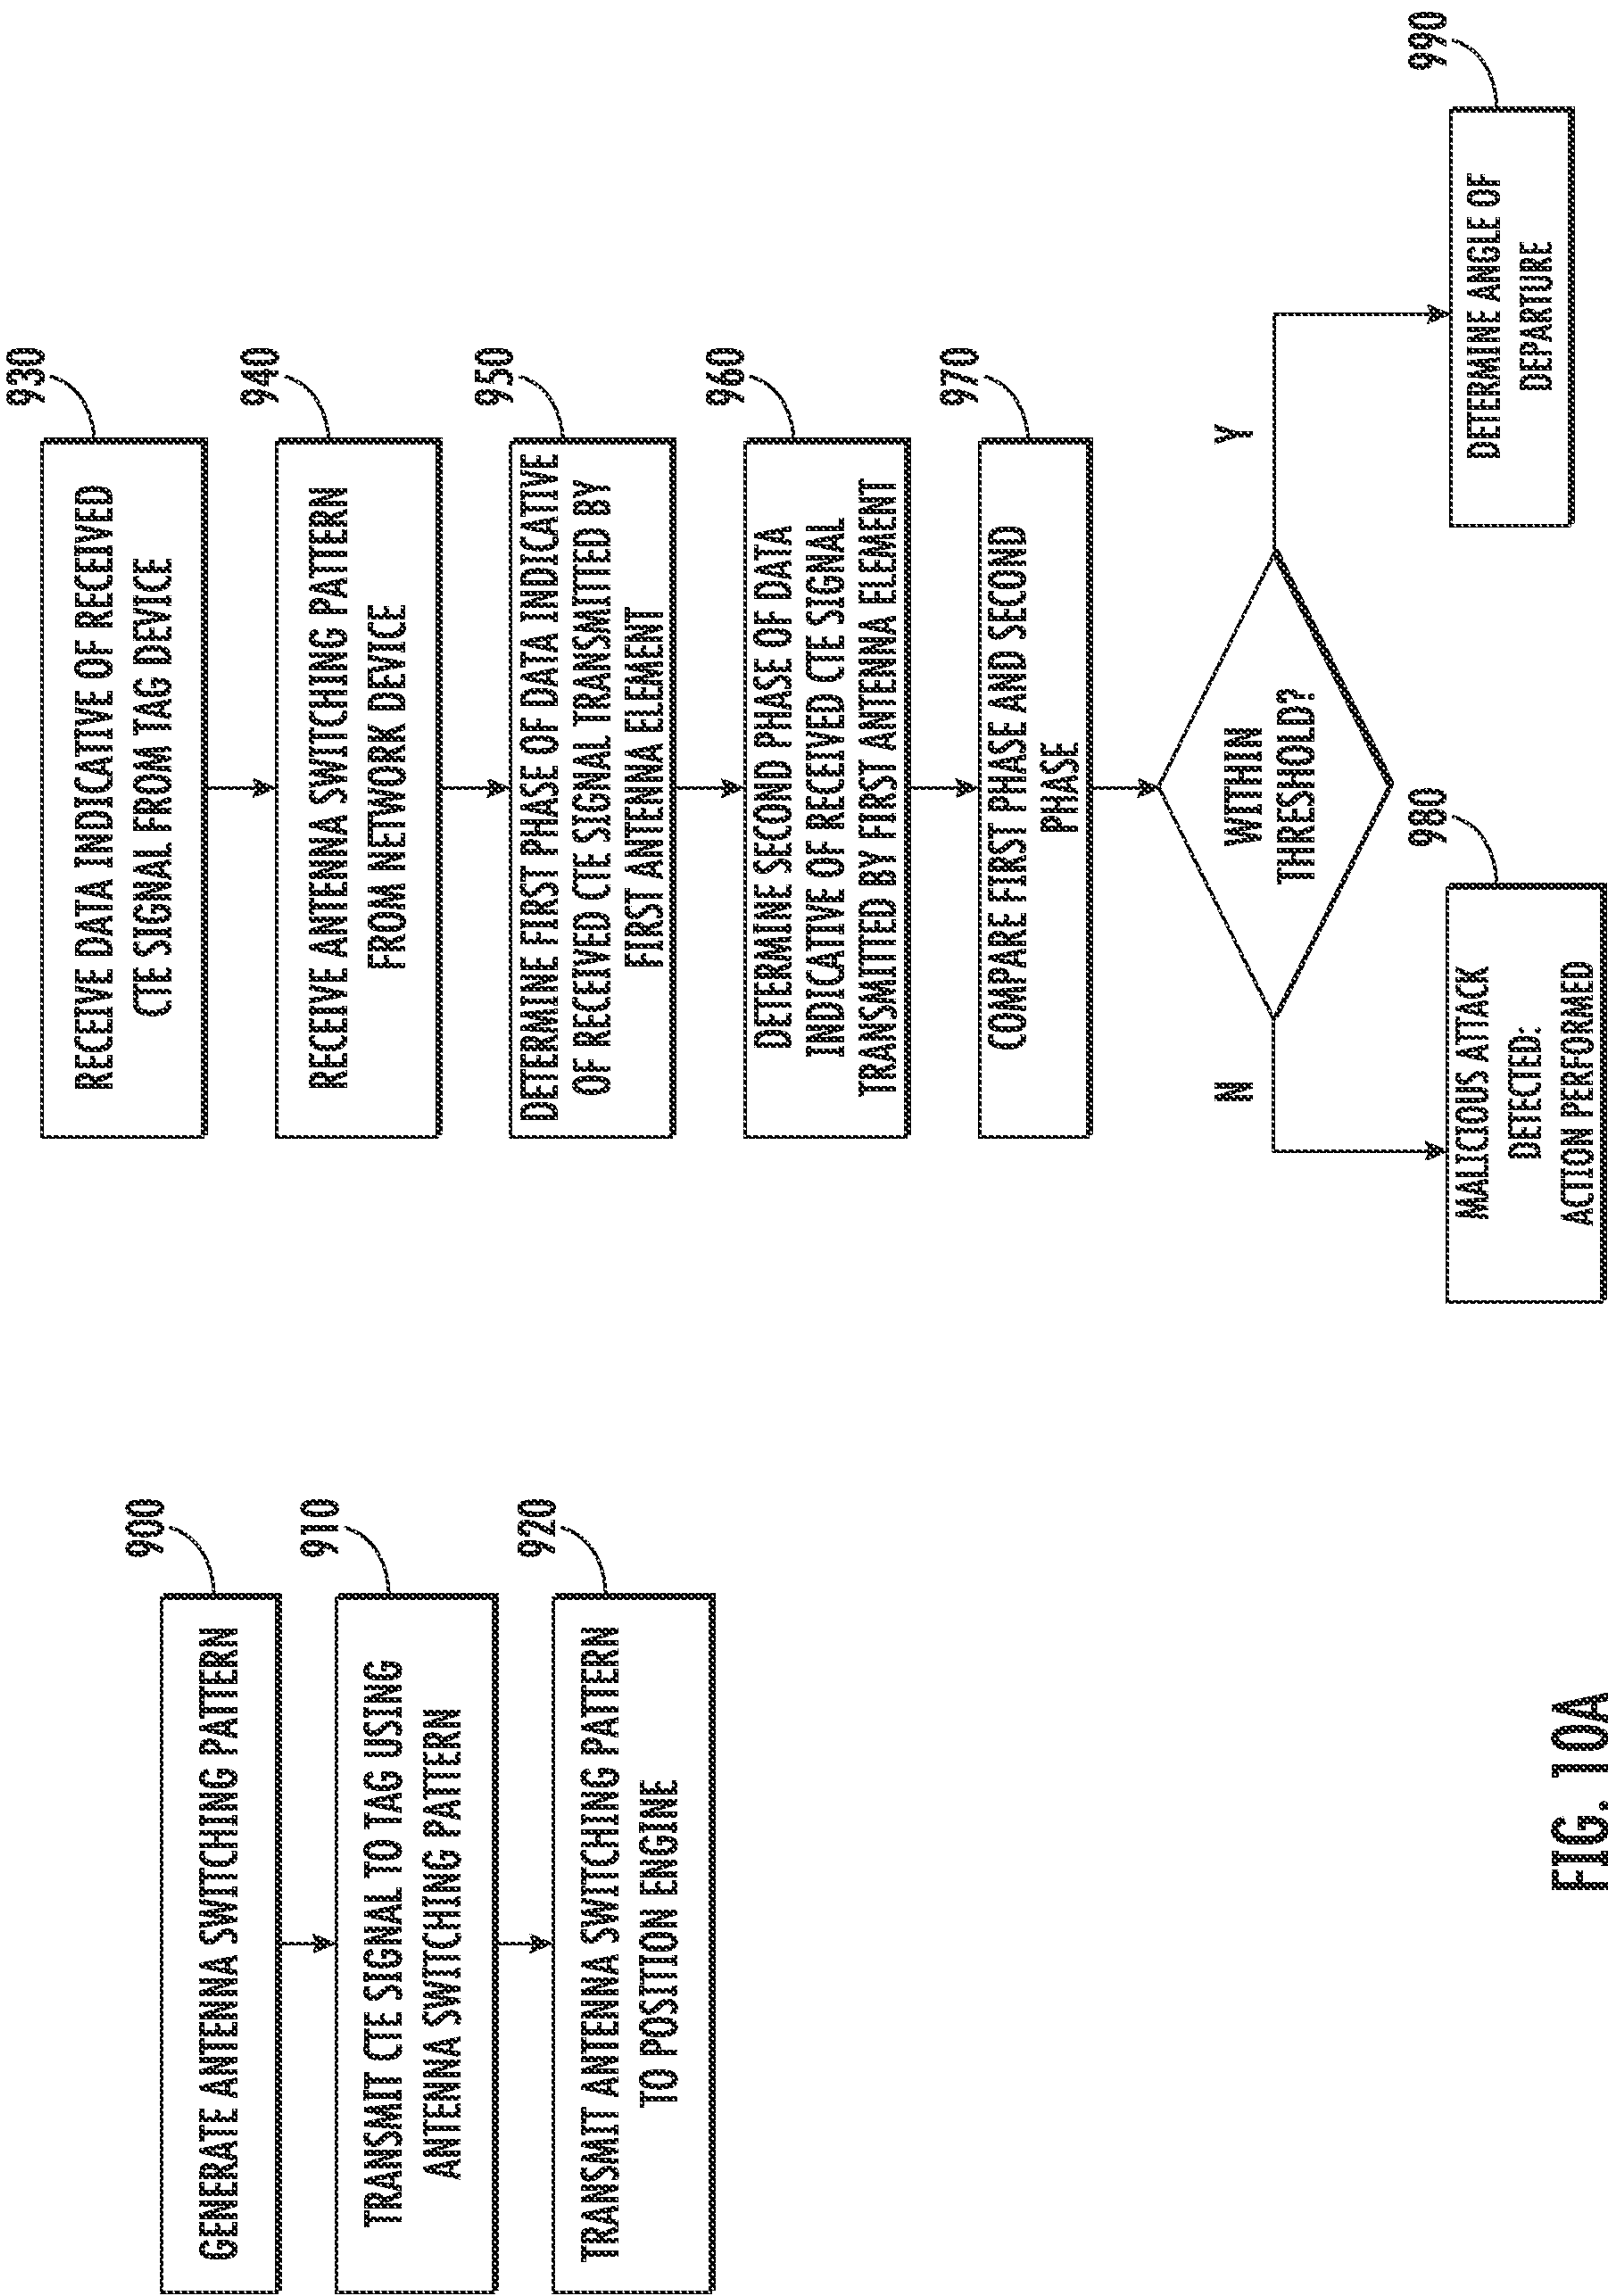 900
GENERATE ANTENNA SWITCHING PATTERN
910
TRANSMIT CTE SIGNAL TO TAG USING
ANTENNA SWITCHING PATTERN
920
TRANSMIT ANTENNA SWITCHING PATTERN
TO POSITION ENGINE
FIG. 10A
930
RECEIVE DATA INDICATIVE OF RECEIVED
CTE SIGNAL FROM TAG DEVICE
940
RECEIVE ANTENNA SWITCHING PATTERN
FROM NETWORK DEVICE
950
DETERMINE FIRST PHASE OF DATA INDICATIVE
OF RECEIVED CTE SIGNAL TRANSMITTED BY
FIRST ANTENNA ELEMENT
960
DETERMINE SECOND PHASE OF DATA
INDICATIVE OF RECEIVED CTE SIGNAL
TRANSMITTED BY FIRST ANTENNA ELEMENT
970
COMPARE FIRST PHASE AND SECOND
PHASE
WITHIN
THRESHOLD?
N
Y
980
MALICIOUS ATTACK
DETECTED:
ACTION PERFORMED
990
DETERMINE ANGLE OF
DEPARTURE